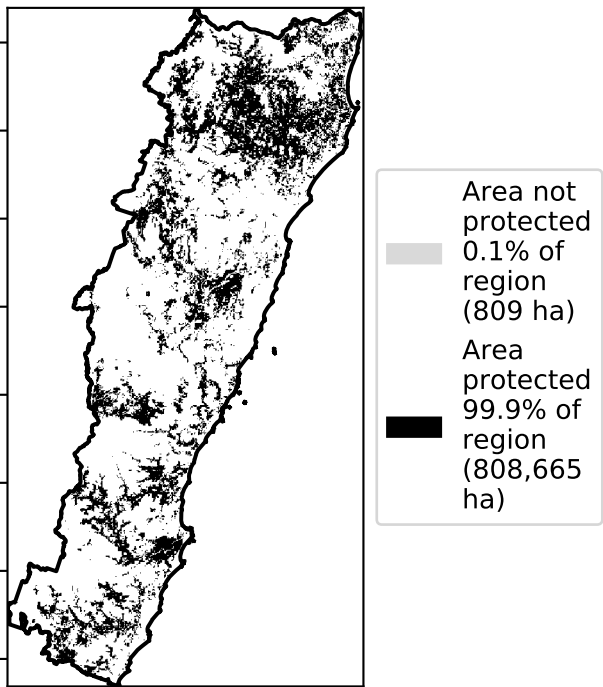 Area not
protected
0.1% of
region
(809 ha)
Area
protected
99.9% of
region
(808,665
ha)